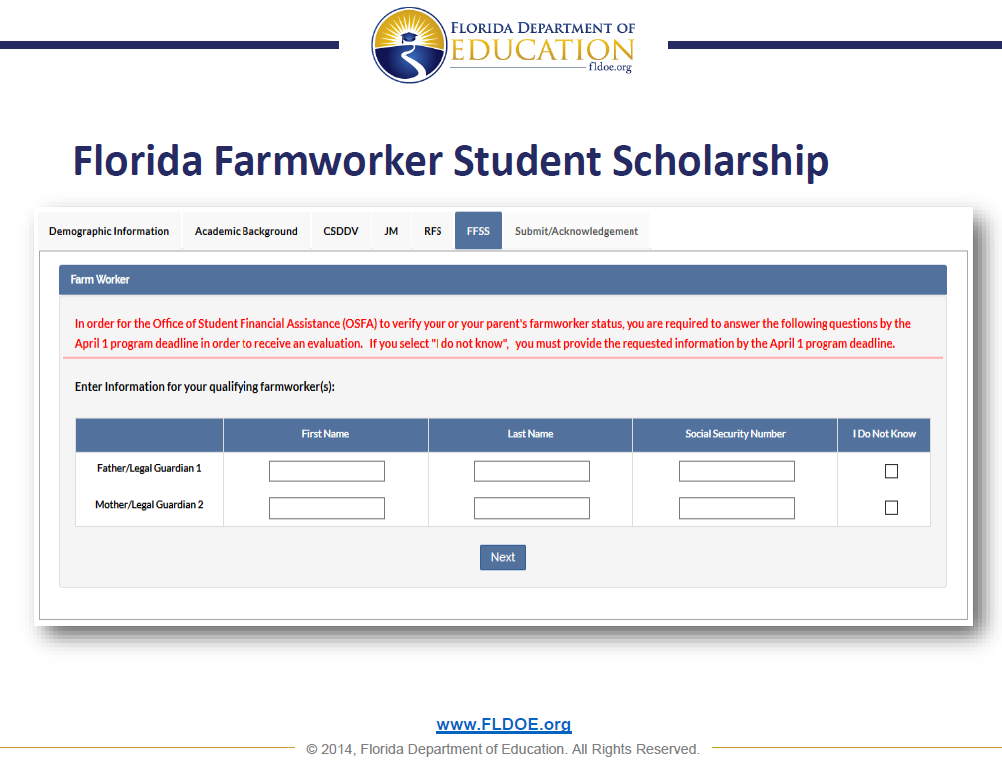 FLORIDA DEPARTMENT OF
EDUCATION
fldoe.org
Florida Farmworker Student Scholarship
Demographic Information Academic Background CSDDV JM RFS FFSS Submit/Acknowledgement
Farm Worker
In order for the Office of Student Financial Assistance (OSFA) to verify your or your parent's farmworker status, you are required to answer the following questions by the
April 1 program deadline in order to receive an evaluation. If you select "I do not know", you must provide the requested information by the April 1 program deadline.
Enter Information for your qualifying farmworker(s):
First Name Last Name Social Security Number I Do Not Know
Father/Legal Guardian 1
Mother/Legal Guardian 2
Next
www.FLDOE.org
© 2014, Florida Department of Education. All Rights Reserved.